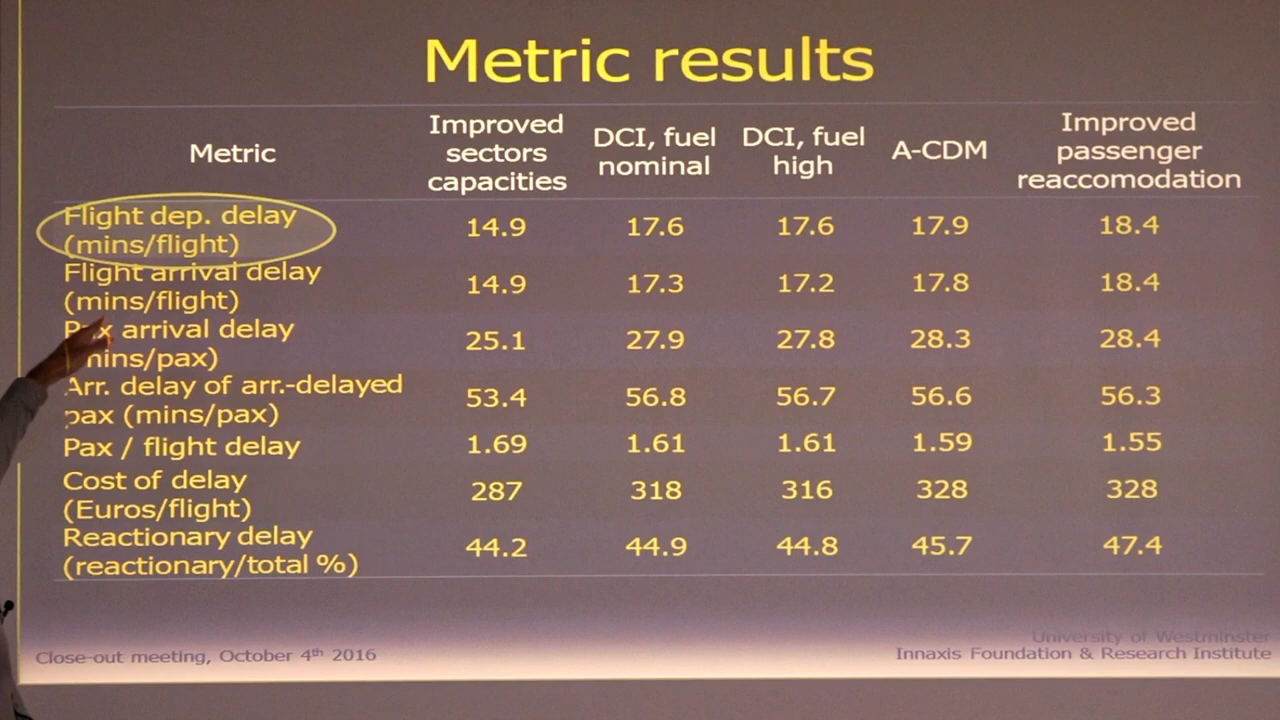 Metric results
Metric
Improved
sectors
capacities
DCI, fuel
nominal
DCI, fuel
high
A-CDM
Improved
passenger
reaccomodation
Flight dep. delay
(mins/flight)
14.9 17.6 17.6 17.9 18.4
Flight arrival delay
(mins/flight)
14.9 17.3 17.2 17.8 18.4
Pax arrival delay
(mins/pax)
25.1 27.9 27.8 28.3 28.4
Arr. delay of arr.-delayed
pax (mins/pax)
53.4 56.8 56.7 56.6 56.3
Pax / flight delay 1.69 1.61 1.61 1.59 1.55
Cost of delay
(Euros/flight)
287 318 316 328 328
Reactionary delay
(reactionary/total %)
44.2 44.9 44.8 45.7 47.4
Close-out meeting, October 4th 2016
University of Westminster
Innaxis Foundation & Research Institute